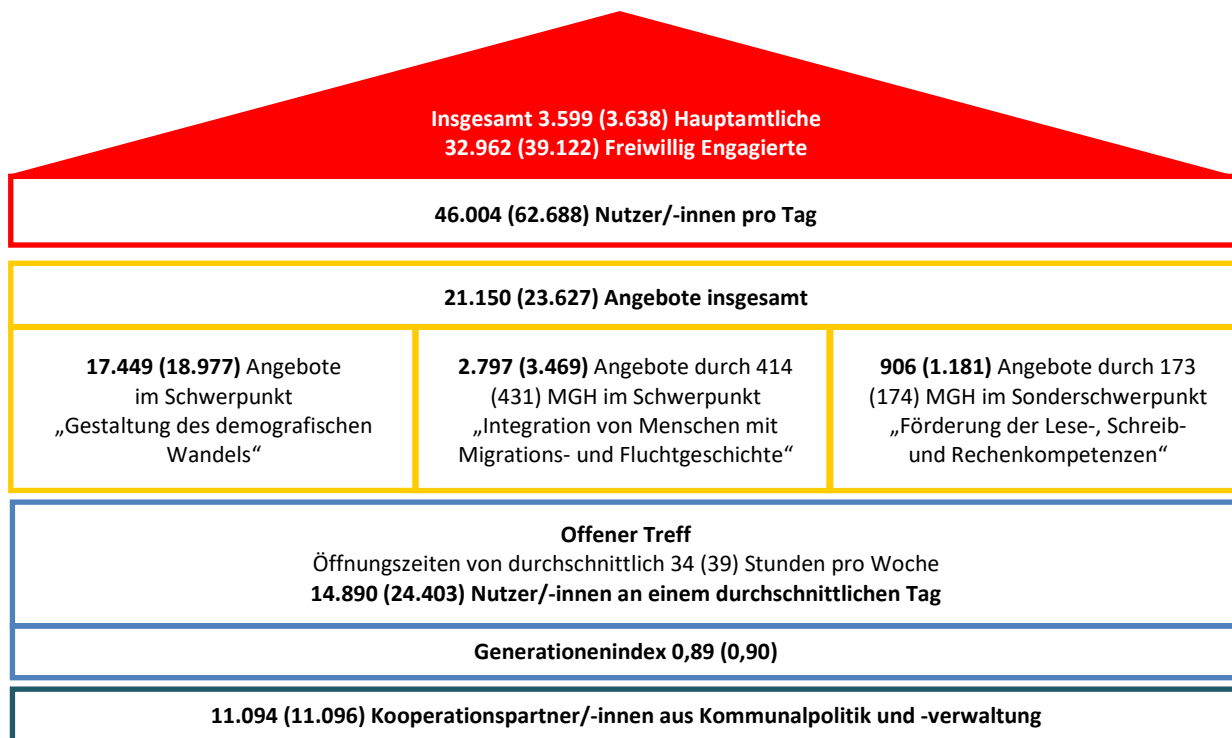 Insgesamt 3.599 (3.638) Hauptamtliche
32.962 (39.122) Freiwillig Engagierte
46.004 (62.688) Nutzer/-innen pro Tag
21.150 (23.627) Angebote insgesamt
17.449 (18.977) Angebote
im Schwerpunkt
„Gestaltung des demografischen
Wandels“
2.797 (3.469) Angebote durch 414
(431) MGH im Schwerpunkt
„Integration von Menschen mit
Migrations- und Fluchtgeschichte“
906 (1.181) Angebote durch 173
(174) MGH im Sonderschwerpunkt
„Förderung der Lese-, Schreib-
und Rechenkompetenzen“
Offener Treff
Öffnungszeiten von durchschnittlich 34 (39) Stunden pro Woche
14.890 (24.403) Nutzer/-innen an einem durchschnittlichen Tag
Generationenindex 0,89 (0,90)
11.094 (11.096) Kooperationspartner/-innen aus Kommunalpolitik und -verwaltung